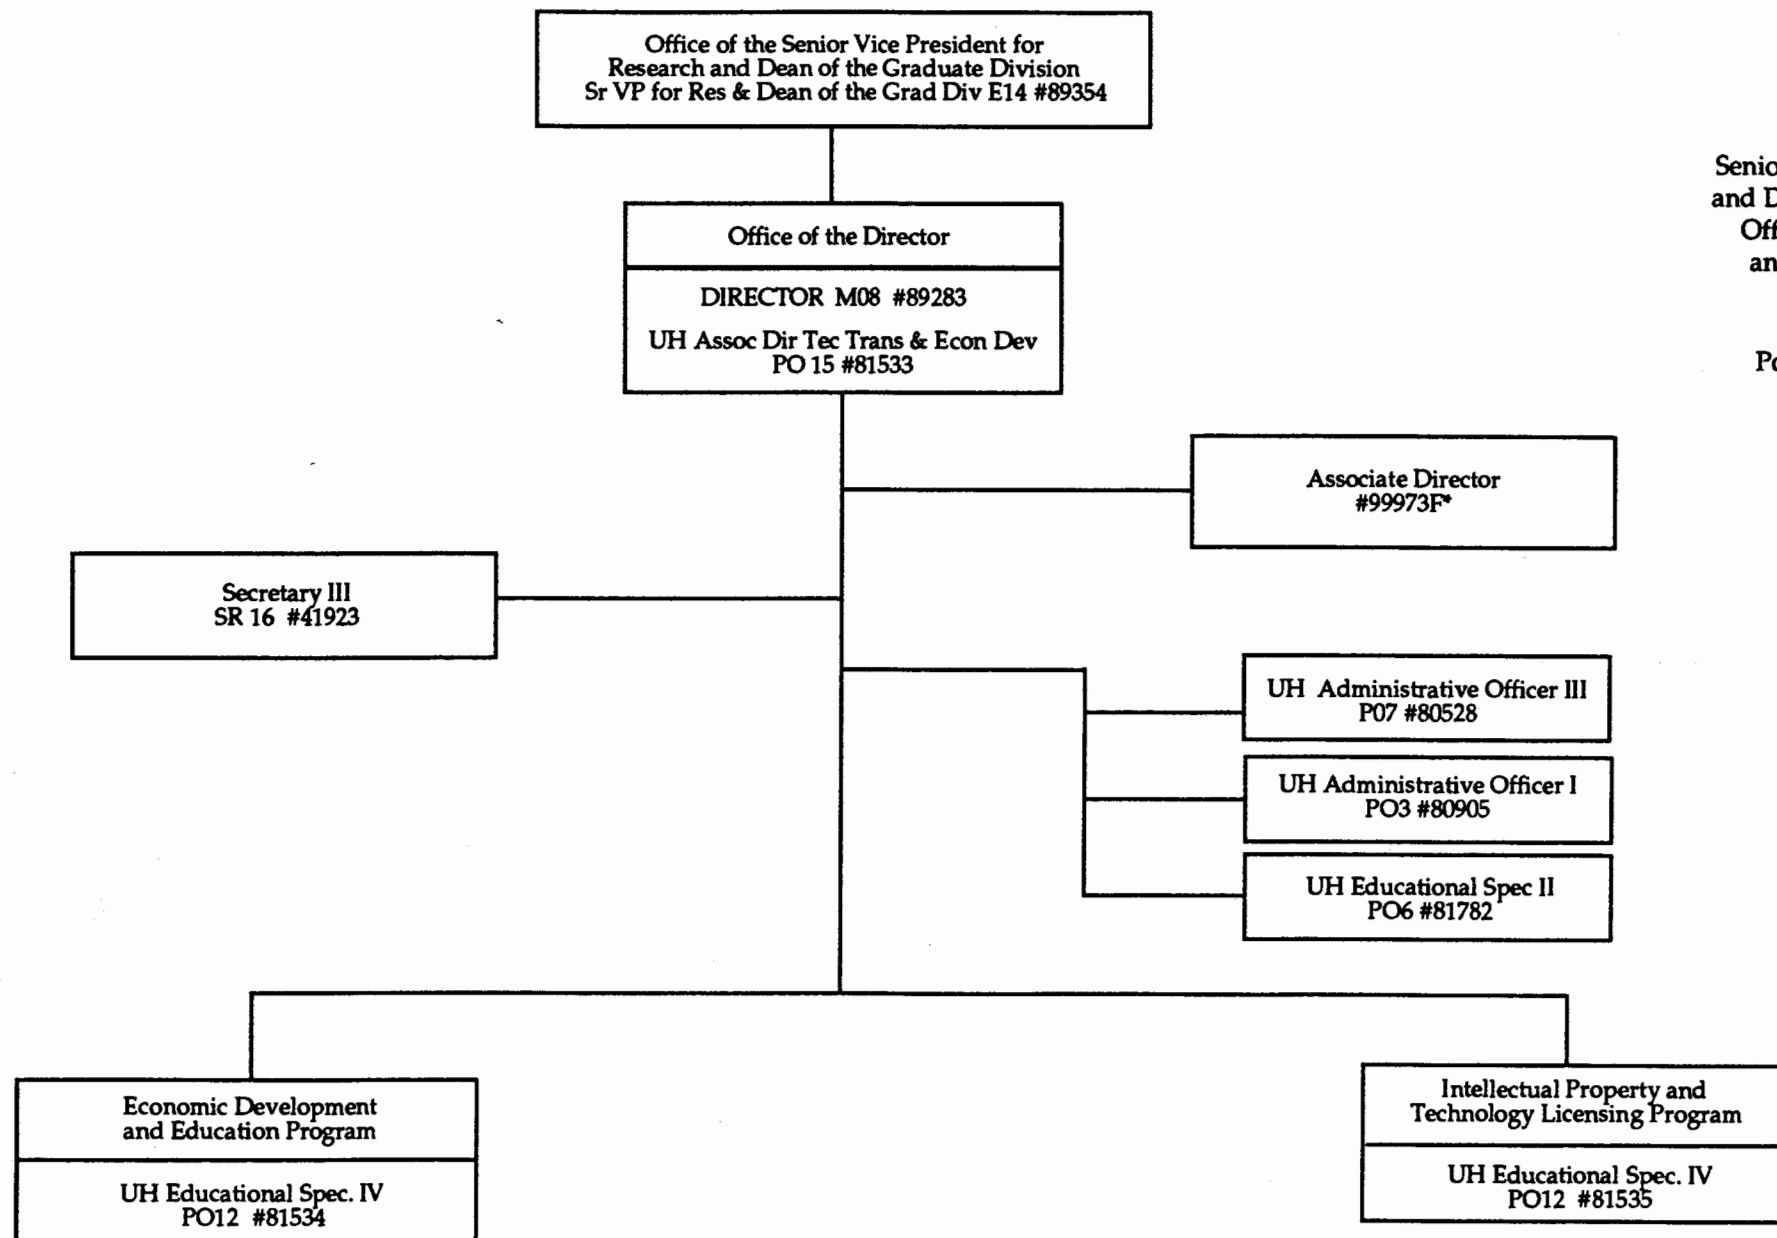 Office of the Senior Vice President for
Research and Dean of the Graduate Division
Sr VP for Res & Dean of the Grad Div E14 #89354
Office of the Director
DIRECTOR M08 #89283
UH Assoc Dir Tec Trans & Econ Dev
PO 15 #81533
Associate Director
#99973F*
Secretary III
SR 16 #41923
UH Administrative Officer III
P07 #80528
UH Administrative Officer I
PO3 #80905
UH Educational Spec II
PO6 #81782
Economic Development
and Education Program
UH Educational Spec. IV
PO12 #81534
Intellectual Property and
Technology Licensing Program
UH Educational Spec. IV
PO12 #81535
and